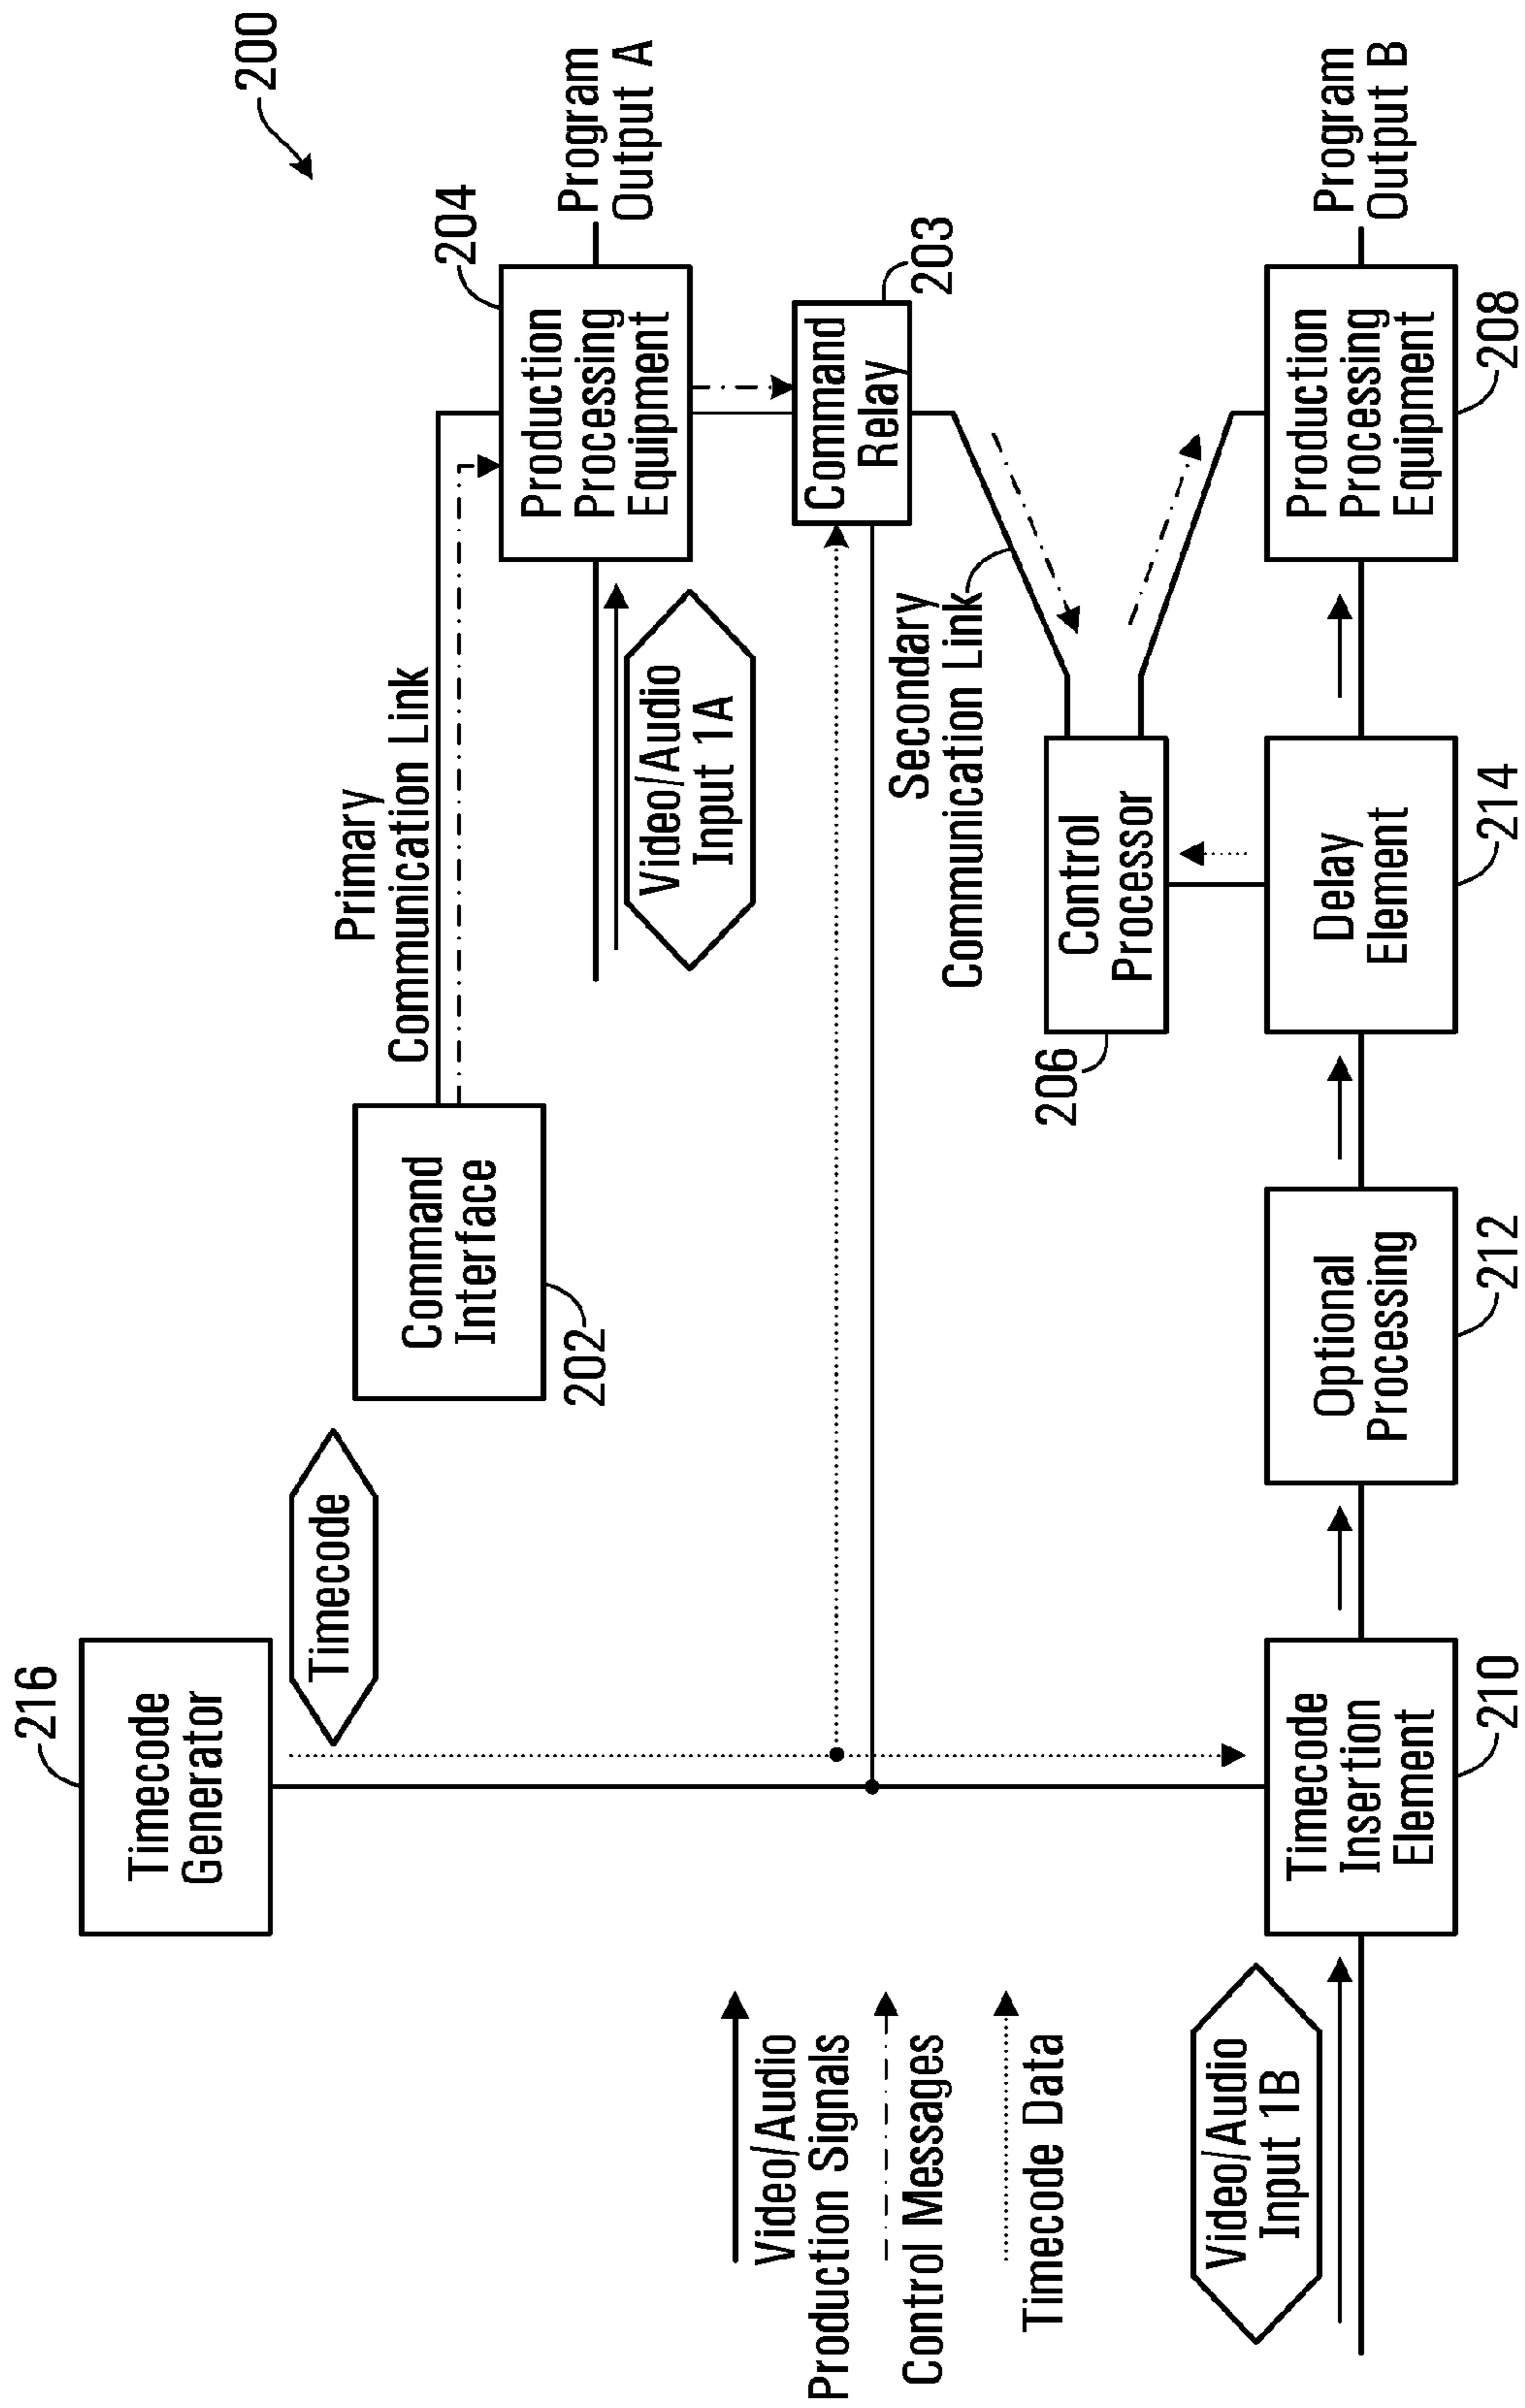 200
216
Timecode
Generator
Timecode
Primary
Communication Link
Command
Interface
202
204
Production
Processing
Equipment
Program
Output A
Video/Audio
Input 1A
Command
Relay
203
Secondary
Communication Link
Control
Processor
206
Video/Audio
Production Signals
Control Messages
Timecode Data
Video/Audio
Input 1B
Timecode
Insertion
Element
210
Optional
Processing
212
Delay
Element
214
Production
Processing
Equipment
208
Program
Output B